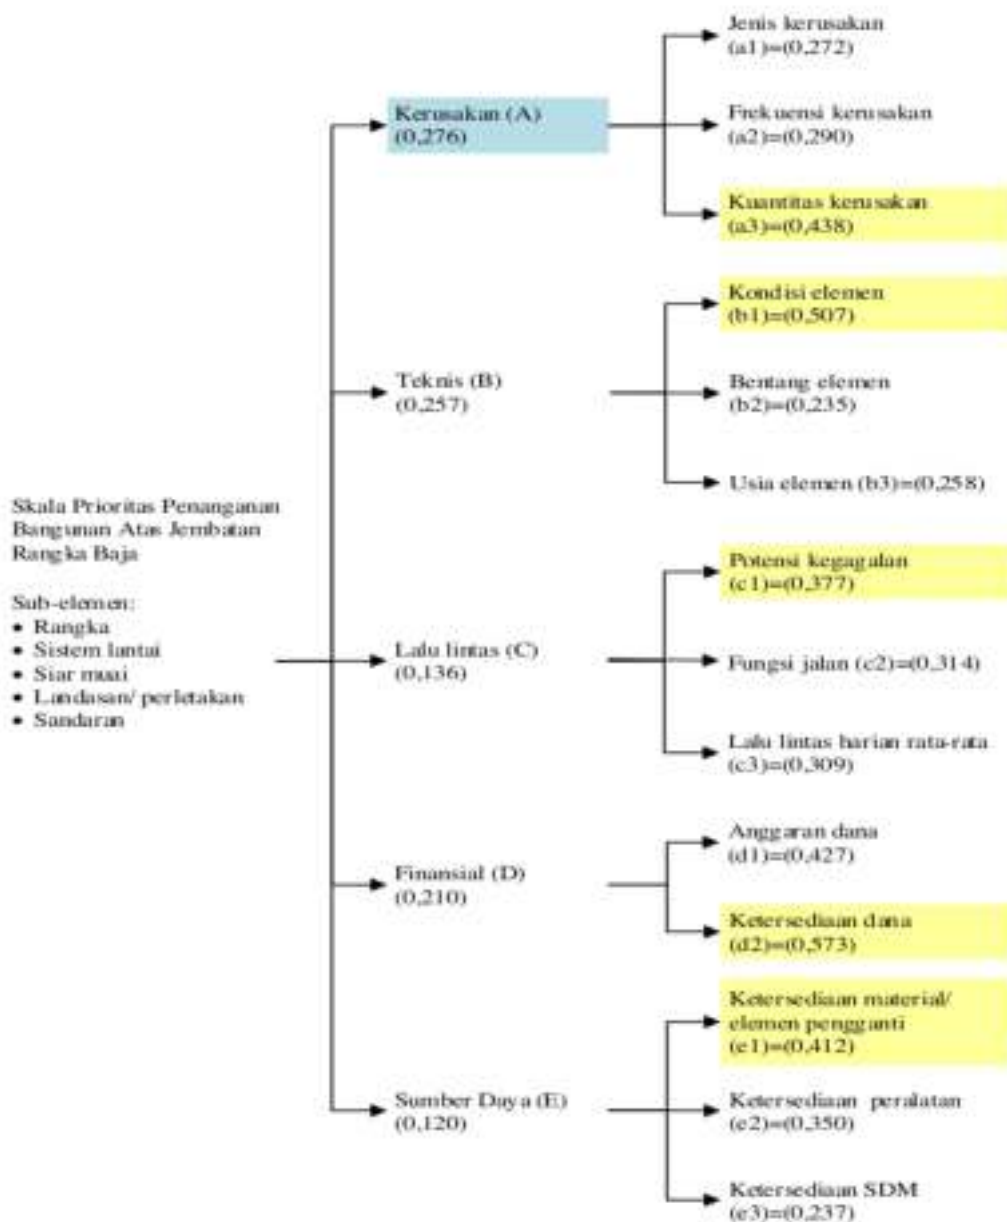 Skala Prioritas Penanganan
Bangunan Atas Jembatan
Rangka Baja
Sub-elemen:
• Rangka
• Sistem lantai
• Siar muai
• Landasan/ perletakan
• Sandaran
Kerusakan (A)
(0,276)
Jenis kerusakan
(a1)=(0,272)
Frekuensi kerusakan
(a2)=(0,290)
Kuantitas kerusakan
(a3)=(0,438)
Teknis (B)
(0,257)
Kondisi elemen
(b1)=(0,507)
Bentang elemen
(b2)=(0,235)
Usia elemen (b3)=(0,258)
Lalu lintas (C)
(0,136)
Potensi kegagalan
(c1)=(0,377)
Fungsi jalan (c2)=(0,314)
Lalu lintas harian rata-rata
(c3)=(0,309)
Finansial (D)
(0,210)
Anggaran dana
(d1)=(0,427)
Ketersediaan dana
(d2)=(0,573)
Sumber Daya (E)
(0,120)
Ketersediaan material/
elemen pengganti
(e1)=(0,412)
Ketersediaan peralatan
(e2)=(0,350)
Ketersediaan SDM
(e3)=(0,237)